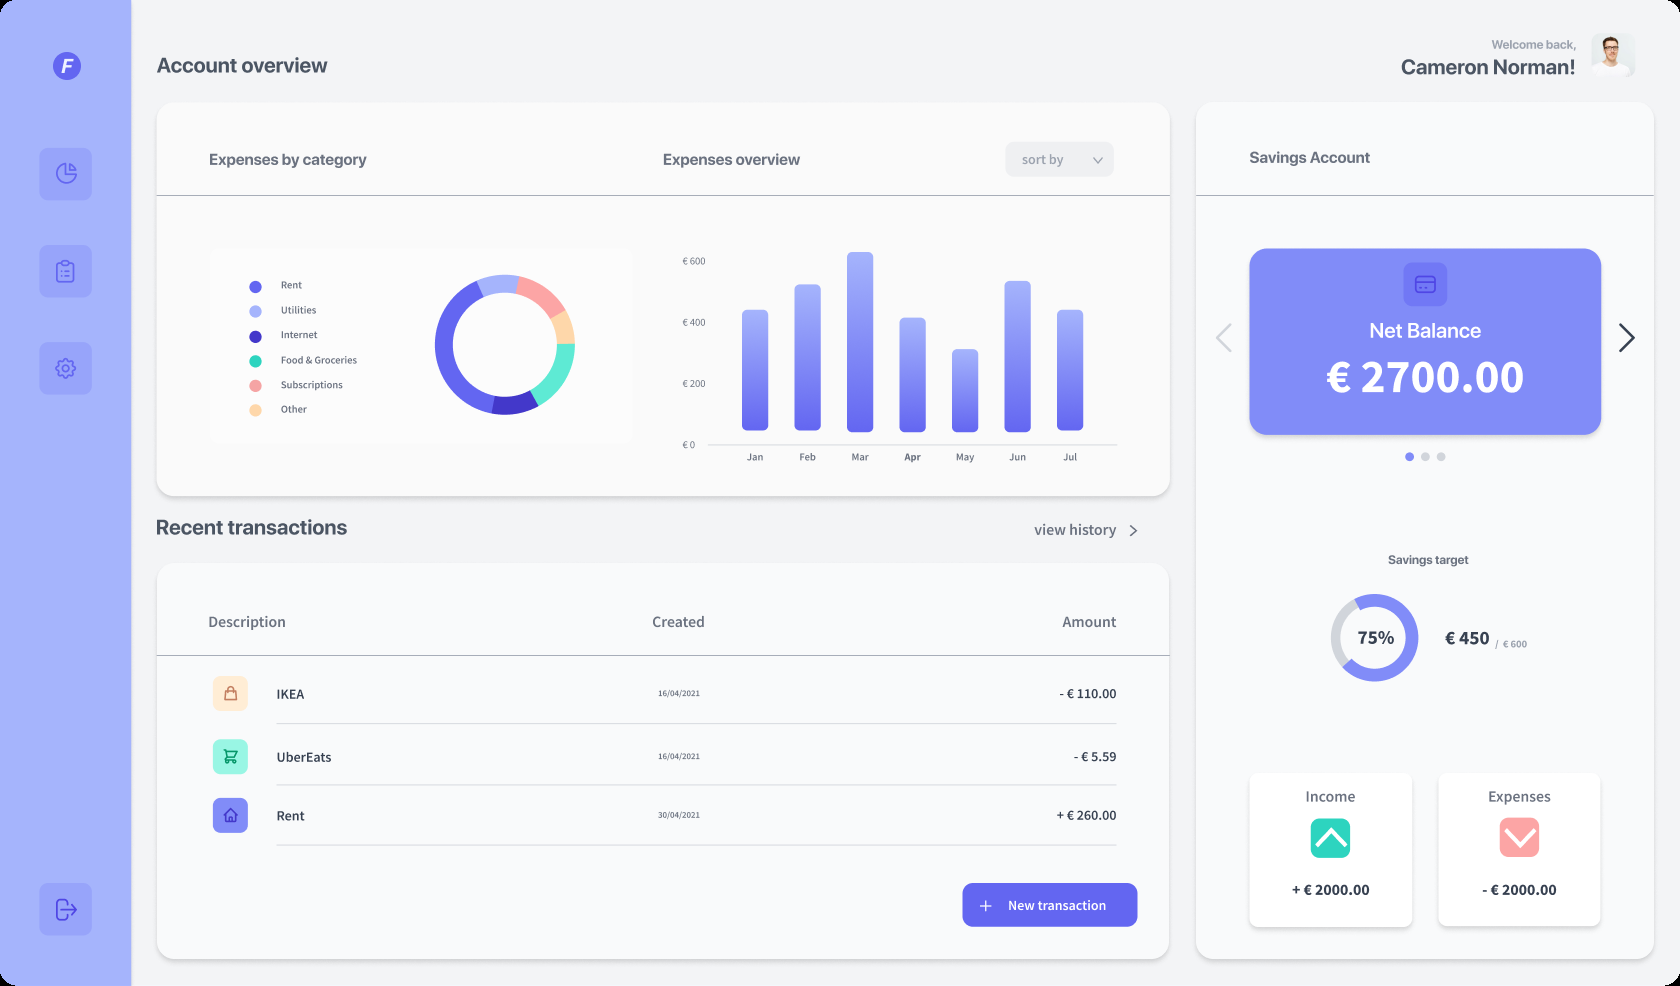 F
Account overview
Welcome back,
Cameron Norman!
Expenses by category
Expenses overview
sort by
Savings Account
Rent
Utilities
Internet
Food & Groceries
Subscriptions
Other
€ 600
€ 400
€ 200
€ 0
Jan Feb Mar Apr May Jun Jul
Net Balance
€ 2700.00
Recent transactions
view history
Description Created Amount
IKEA 16/04/2021 - € 110.00
UberEats 16/04/2021 - € 5.59
Rent 30/04/2021 + € 260.00
+ New transaction
Savings target
75%
€ 450 / € 600
Income
+ € 2000.00
Expenses
- € 2000.00